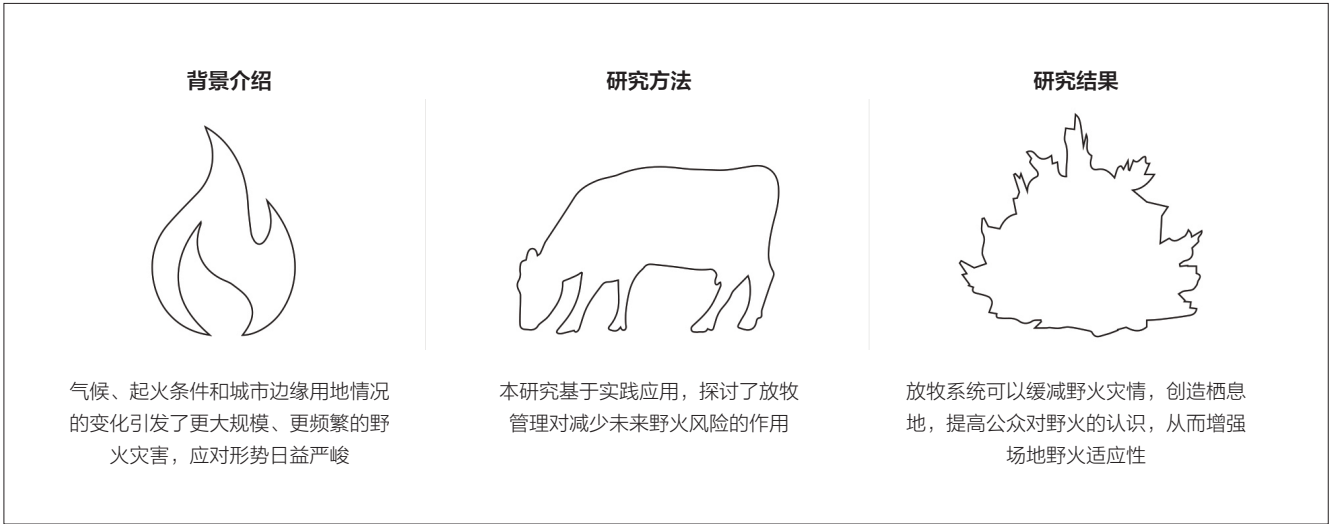 背景介绍
气候、起火条件和城市边缘用地情况
的变化引发了更大规模、更频繁的野
火灾害，应对形势日益严峻
研究方法
本研究基于实践应用，探讨了放牧
管理对减少未来野火风险的作用
研究结果
放牧系统可以缓减野火灾情，创造栖息
地，提高公众对野火的认识，从而增强
场地野火适应性